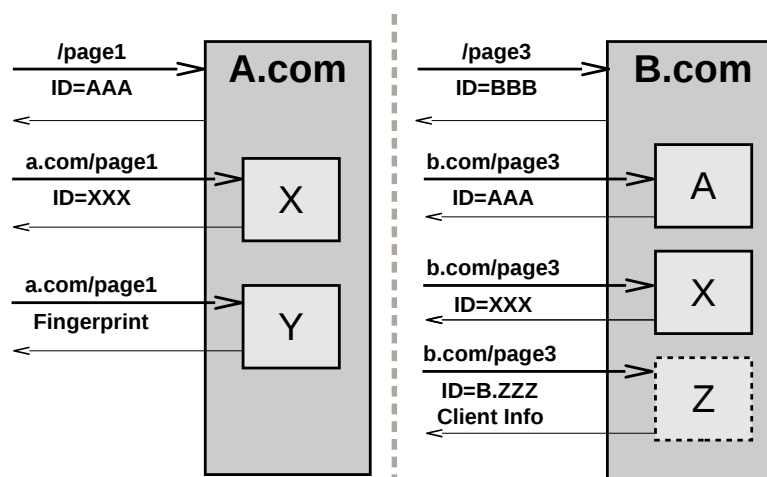 /page1
ID=AAA
A.com
a.com/page1
ID=XXX
X
a.com/page1
Fingerprint
Y
/page3
ID=BBB
B.com
b.com/page3
ID=AAA
A
b.com/page3
ID=XXX
X
b.com/page3
ID=B.ZZZ
Client Info
Z